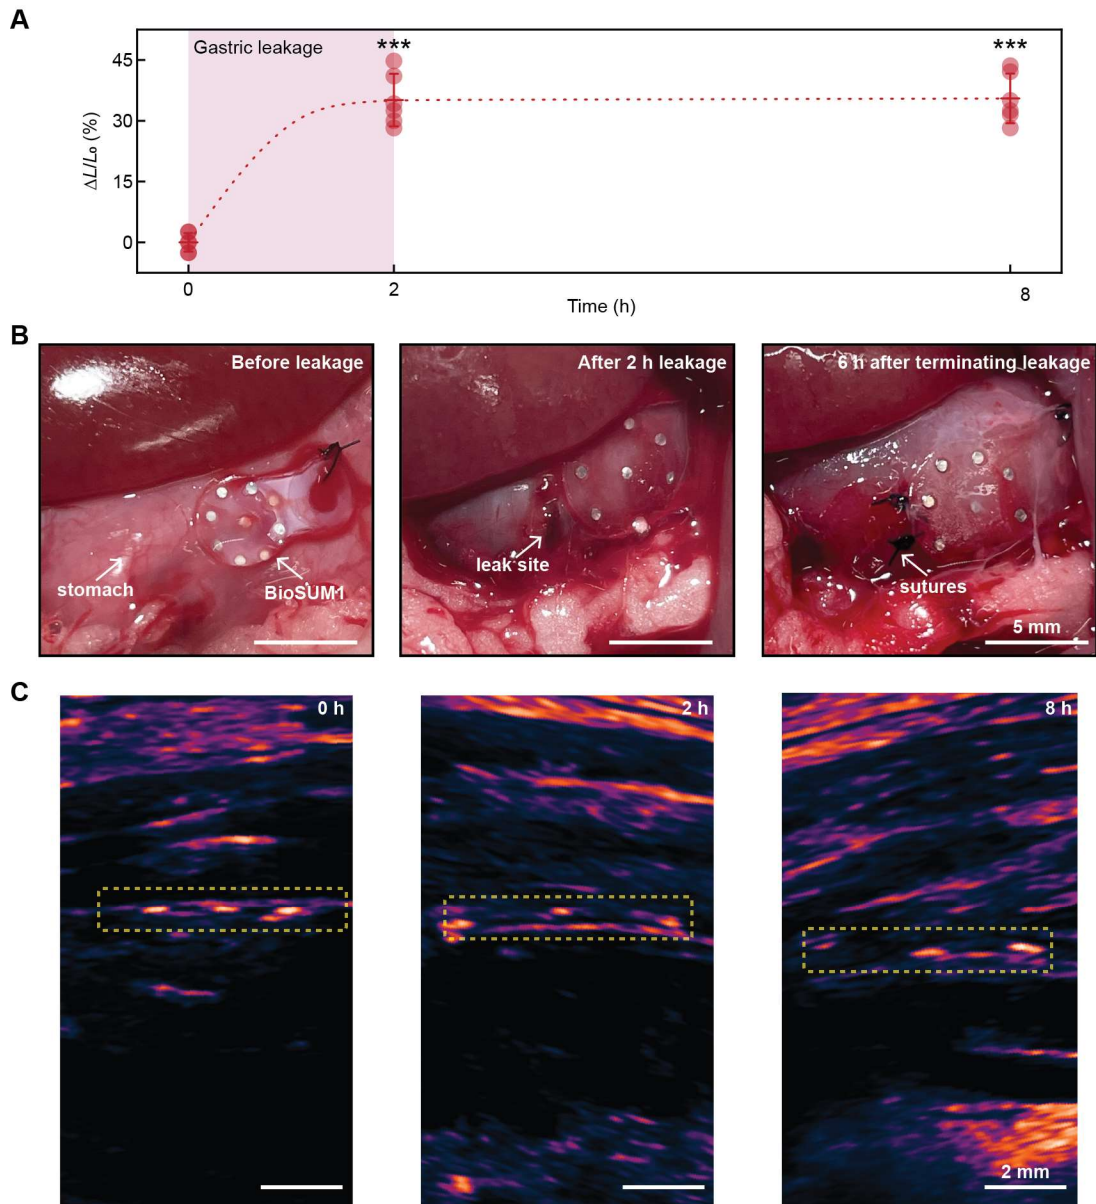 A
Gastric leakage
***
***
45
30
15
0
ΔL/L₀ (%)
0
2
8
Time (h)
B
Before leakage
stomach
BioSUM1
After 2 h leakage
leak site
6 h after terminating leakage
sutures
5 mm
C
0 h
2 h
8 h
2 mm